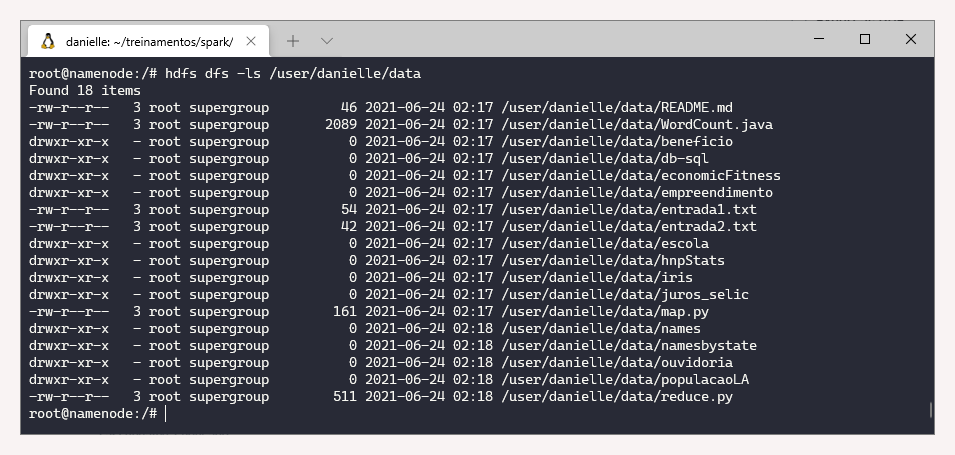 danielle: ~/treinamentos/spark/
root@namenode:/# hdfs dfs -ls /user/danielle/data
Found 18 items
-rw-r--r--   3 root supergroup         46 2021-06-24 02:17 /user/danielle/data/README.md
-rw-r--r--   3 root supergroup       2089 2021-06-24 02:17 /user/danielle/data/WordCount.java
drwxr-xr-x   - root supergroup          0 2021-06-24 02:17 /user/danielle/data/beneficio
drwxr-xr-x   - root supergroup          0 2021-06-24 02:17 /user/danielle/data/db-sql
drwxr-xr-x   - root supergroup          0 2021-06-24 02:17 /user/danielle/data/economicFitness
drwxr-xr-x   - root supergroup          0 2021-06-24 02:17 /user/danielle/data/empreendimento
-rw-r--r--   3 root supergroup         54 2021-06-24 02:17 /user/danielle/data/entrada1.txt
-rw-r--r--   3 root supergroup         42 2021-06-24 02:17 /user/danielle/data/entrada2.txt
drwxr-xr-x   - root supergroup          0 2021-06-24 02:17 /user/danielle/data/escola
drwxr-xr-x   - root supergroup          0 2021-06-24 02:17 /user/danielle/data/hnpStats
drwxr-xr-x   - root supergroup          0 2021-06-24 02:17 /user/danielle/data/iris
drwxr-xr-x   - root supergroup          0 2021-06-24 02:17 /user/danielle/data/juros_selic
-rw-r--r--   3 root supergroup        161 2021-06-24 02:17 /user/danielle/data/map.py
drwxr-xr-x   - root supergroup          0 2021-06-24 02:18 /user/danielle/data/names
drwxr-xr-x   - root supergroup          0 2021-06-24 02:18 /user/danielle/data/namesbystate
drwxr-xr-x   - root supergroup          0 2021-06-24 02:18 /user/danielle/data/ouvidoria
drwxr-xr-x   - root supergroup          0 2021-06-24 02:18 /user/danielle/data/populacaoLA
-rw-r--r--   3 root supergroup        511 2021-06-24 02:18 /user/danielle/data/reduce.py
root@namenode:/#